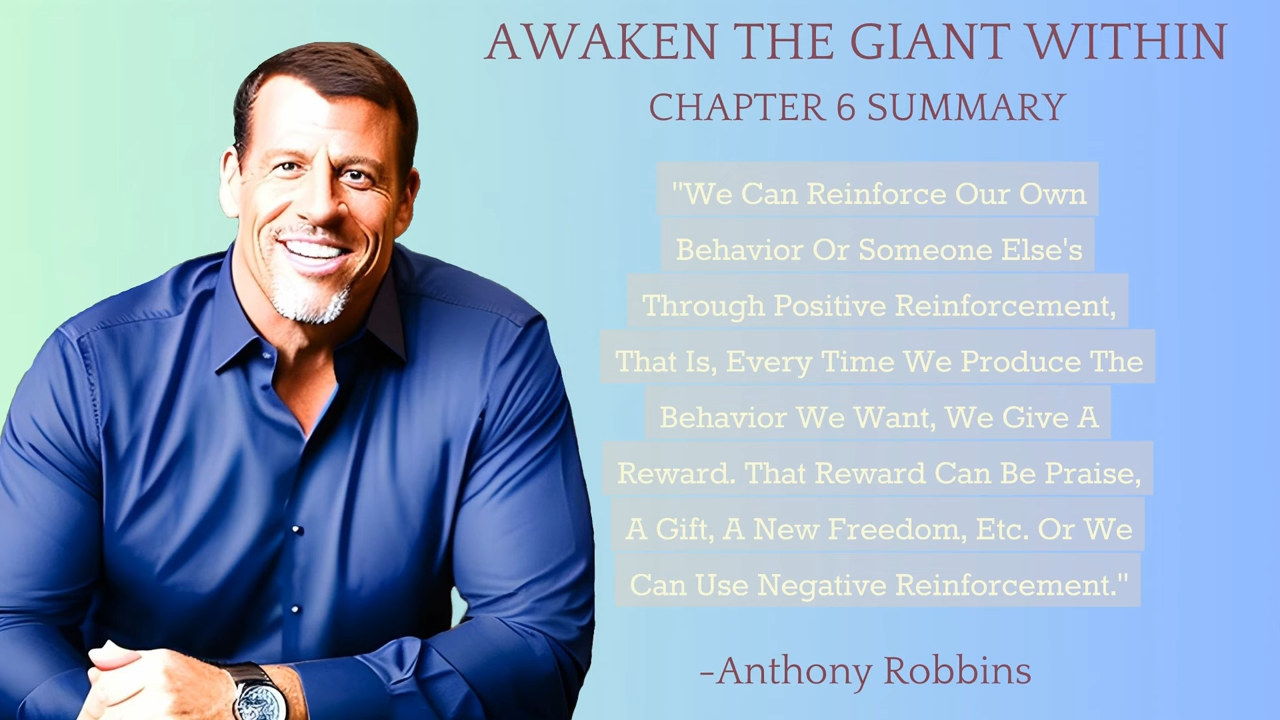 AWAKEN THE GIANT WITHIN
CHAPTER 6 SUMMARY
"We Can Reinforce Our Own
Behavior Or Someone Else's
Through Positive Reinforcement,
That Is, Every Time We Produce The
Behavior We Want, We Give A
Reward. That Reward Can Be Praise,
A Gift, A New Freedom, Etc. Or We
Can Use Negative Reinforcement."
-Anthony Robbins